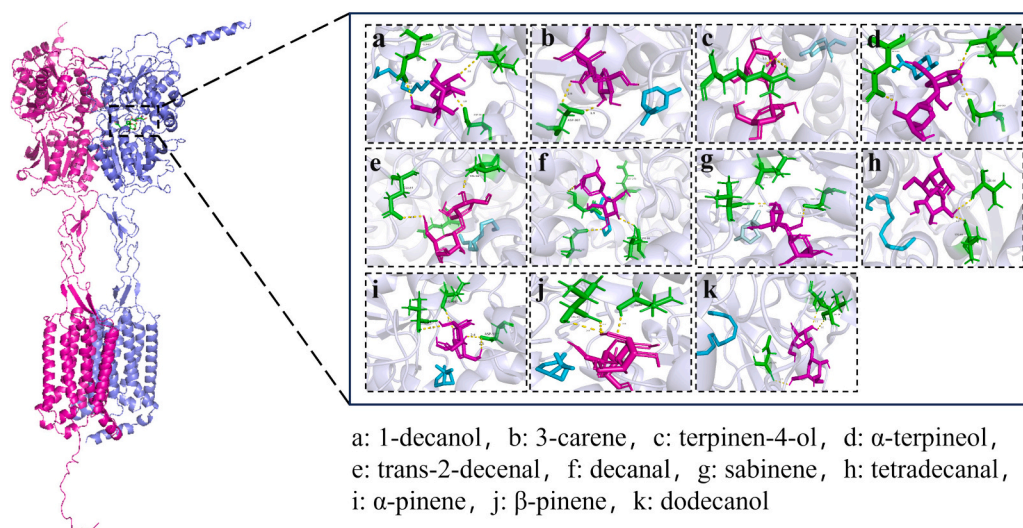 a b c d
e f g h
i j k
a: 1-decanol, b: 3-carene, c: terpinen-4-ol, d: α-terpineol,
e: trans-2-decenal, f: decanal, g: sabinene, h: tetradecanal,
i: α-pinene, j: β-pinene, k: dodecanol